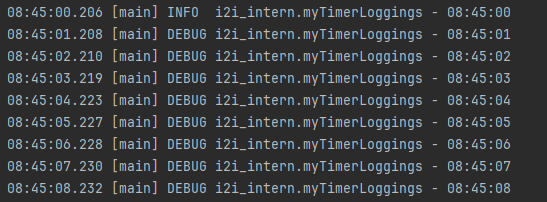 08:45:00.206 [main] INFO  i2i_intern.myTimerLoggings - 08:45:00
08:45:01.208 [main] DEBUG i2i_intern.myTimerLoggings - 08:45:01
08:45:02.210 [main] DEBUG i2i_intern.myTimerLoggings - 08:45:02
08:45:03.219 [main] DEBUG i2i_intern.myTimerLoggings - 08:45:03
08:45:04.223 [main] DEBUG i2i_intern.myTimerLoggings - 08:45:04
08:45:05.227 [main] DEBUG i2i_intern.myTimerLoggings - 08:45:05
08:45:06.228 [main] DEBUG i2i_intern.myTimerLoggings - 08:45:06
08:45:07.230 [main] DEBUG i2i_intern.myTimerLoggings - 08:45:07
08:45:08.232 [main] DEBUG i2i_intern.myTimerLoggings - 08:45:08